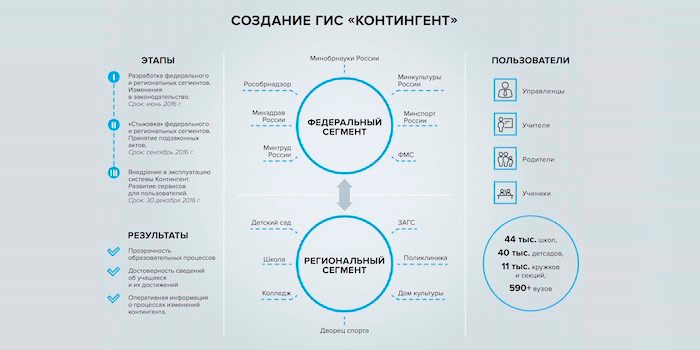 СОЗДАНИЕ ГИС «КОНТИНГЕНТ»
ЭТАПЫ
I
Разработка федерального
и региональных сегментов.
Изменения
в законодательство.
Срок: июнь 2016 г.
II
«Стыковка» федерального
и региональных сегментов.
Принятие подзаконных
актов.
Срок: сентябрь 2016 г.
III
Внедрение в эксплуатацию
системы Контингент.
Развитие сервисов
для пользователей.
Срок: 30 декабря 2016 г.
РЕЗУЛЬТАТЫ
Прозрачность
образовательных процессов
Достоверность сведений
об учащихся
и их достижений
Оперативная информация
о процессах изменений
контингента.
Минобрнауки России
Рособрнадзор
Минкультуры
России
Минздрав
России
Минспорт
России
Минтруд
России
ФМС
ФЕДЕРАЛЬНЫЙ
СЕГМЕНТ
Детский сад
ЗАГС
Школа
Поликлиника
Колледж
Дом культуры
Дворец спорта
РЕГИОНАЛЬНЫЙ
СЕГМЕНТ
ПОЛЬЗОВАТЕЛИ
Управленцы
Учителя
Родители
Ученики
44 тыс. школ,
40 тыс. детсадов,
11 тыс. кружков
и секций,
590+ вузов